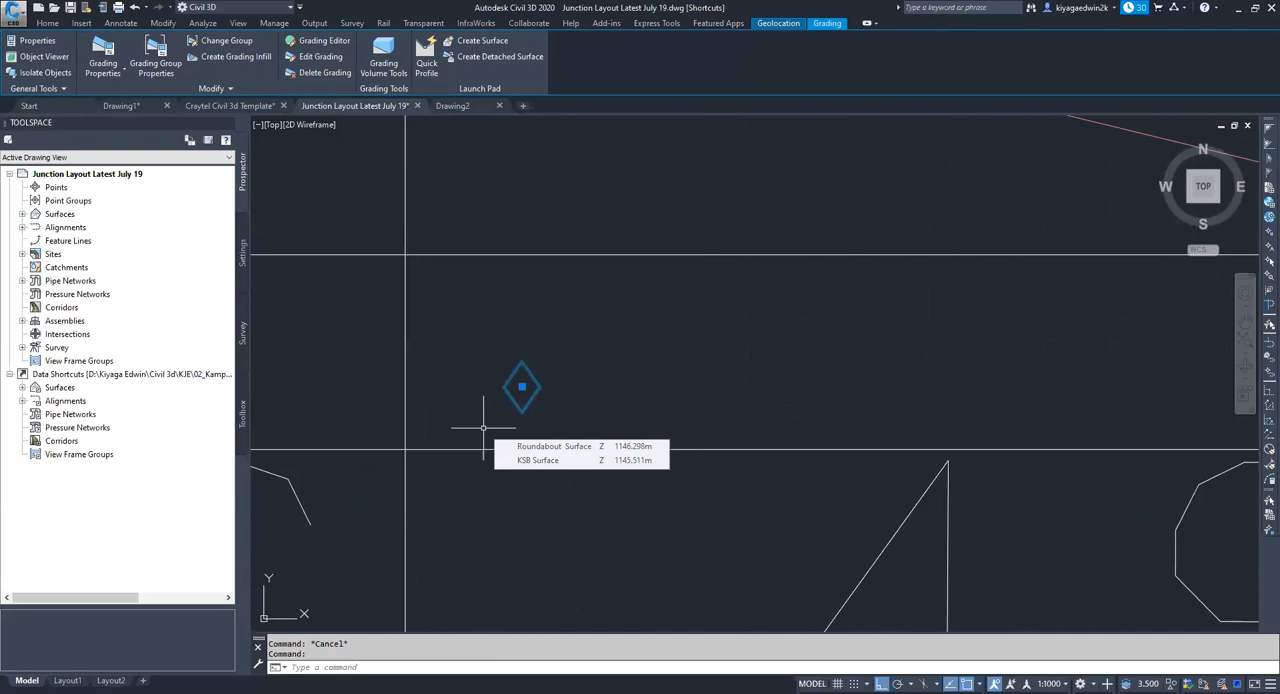 C3D
Civil 3D
Autodesk Civil 3D 2020 Junction Layout Latest July 19.dwg [Shortcuts]
Type a keyword or phrase
kiyagaedwin2k
30
Home Insert Annotate Modify Analyze View Manage Output Survey Rail Transparent InfraWorks Collaborate Help Add-ins Express Tools Featured Apps Geolocation Grading
Properties
Object Viewer
Isolate Objects
General Tools
Grading
Properties
Grading Group
Properties
Change Group
Create Grading Infill
Grading Editor
Edit Grading
Delete Grading
Modify
Grading
Volume Tools
Grading Tools
Quick
Profile
Create Surface
Create Detached Surface
Launch Pad
Start Drawing1* Craytel Civil 3d Template* Junction Layout Latest July 19* Drawing2
TOOLSPACE
Active Drawing View
Junction Layout Latest July 19
Points
Point Groups
Surfaces
Alignments
Feature Lines
Sites
Catchments
Pipe Networks
Pressure Networks
Corridors
Assemblies
Intersections
Survey
View Frame Groups
Data Shortcuts [D:\Kiyaga Edwin\Civil 3d\KJE\02_Kamp...
Surfaces
Alignments
Pipe Networks
Pressure Networks
Corridors
View Frame Groups
Prospector
Settings
Survey
Toolbox
[−][Top][2D Wireframe]
N
W TOP E
S
WCS
Roundabout Surface Z 1146.298m
KSB Surface Z 1145.511m
Y
X
Command: *Cancel*
Command:
Type a command
Model Layout1 Layout2 +
MODEL 1:1000 3.500